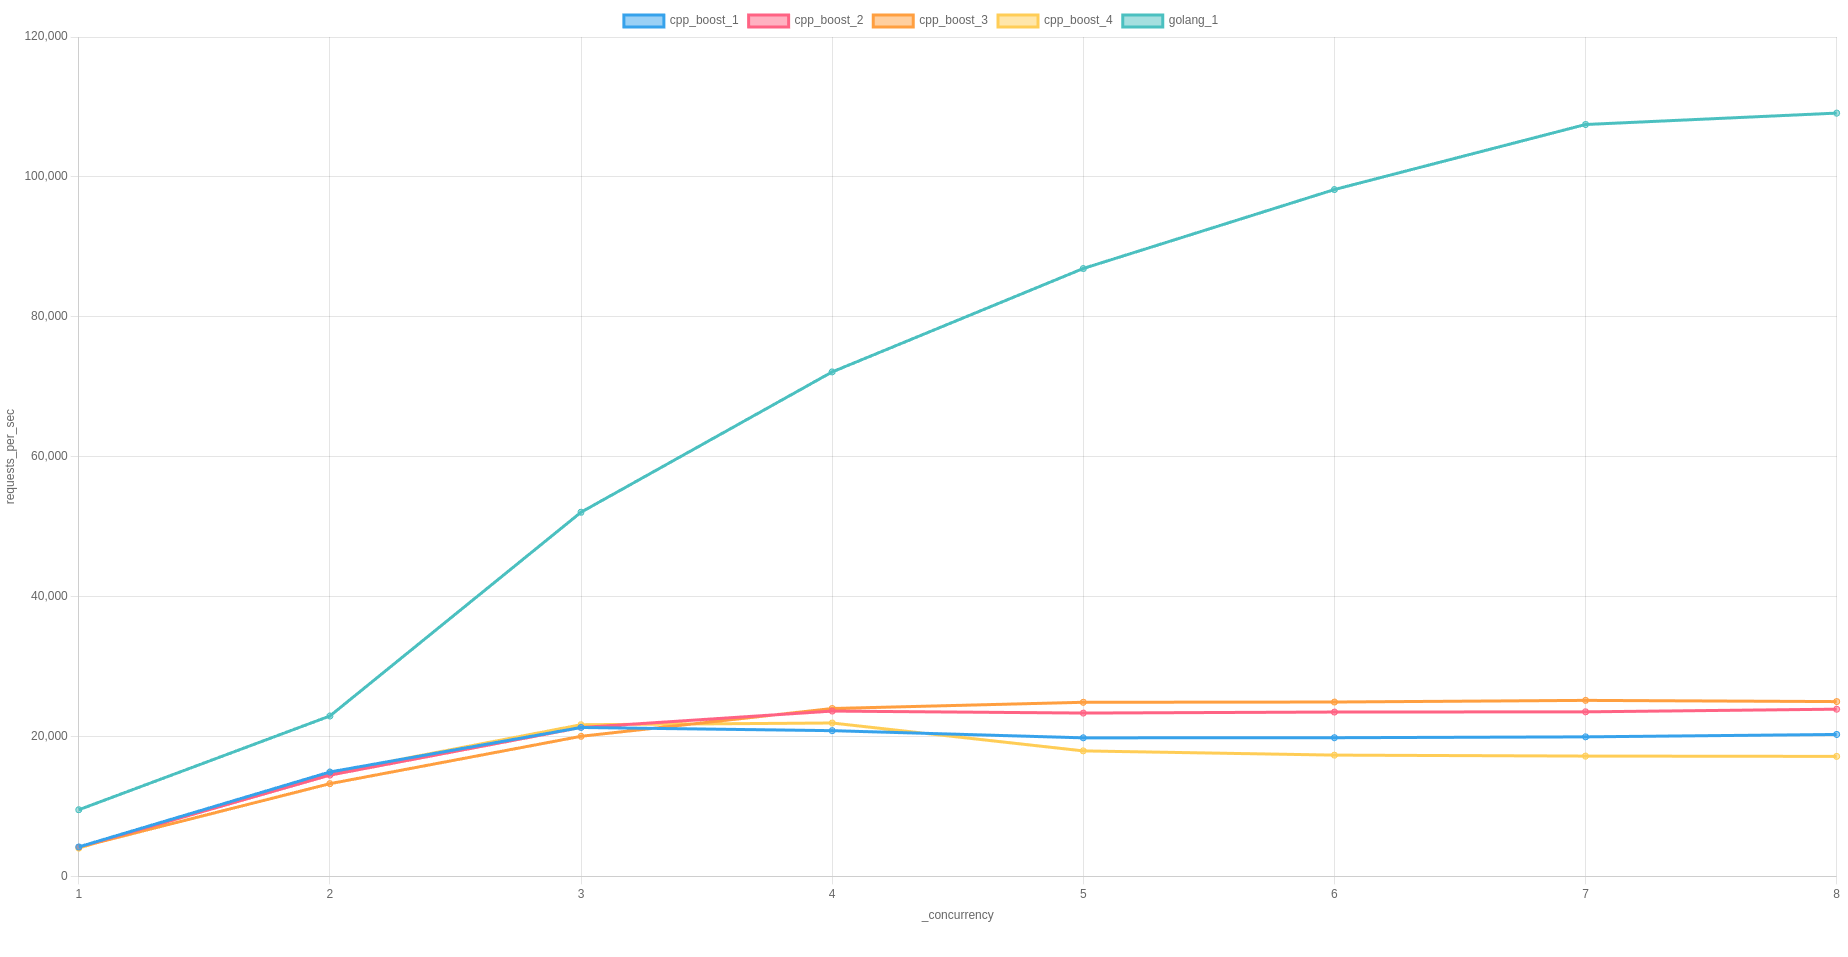 cpp_boost_1 cpp_boost_2 cpp_boost_3 cpp_boost_4 golang_1
120,000
100,000
80,000
60,000
40,000
20,000
0
requests_per_sec
1 2 3 4 5 6 7 8
_concurrency